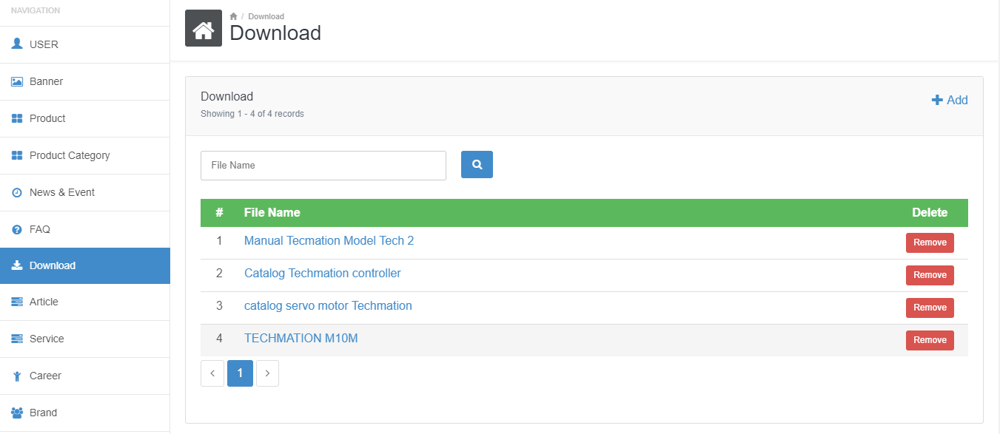 NAVIGATION
USER
Banner
Product
Product Category
News & Event
FAQ
Download
Article
Service
Career
Brand
/ Download
Download
Download
Showing 1 - 4 of 4 records
Add
File Name
# File Name Delete
1 Manual Tecmation Model Tech 2 Remove
2 Catalog Techmation controller Remove
3 catalog servo motor Techmation Remove
4 TECHMATION M10M Remove
< 1 >